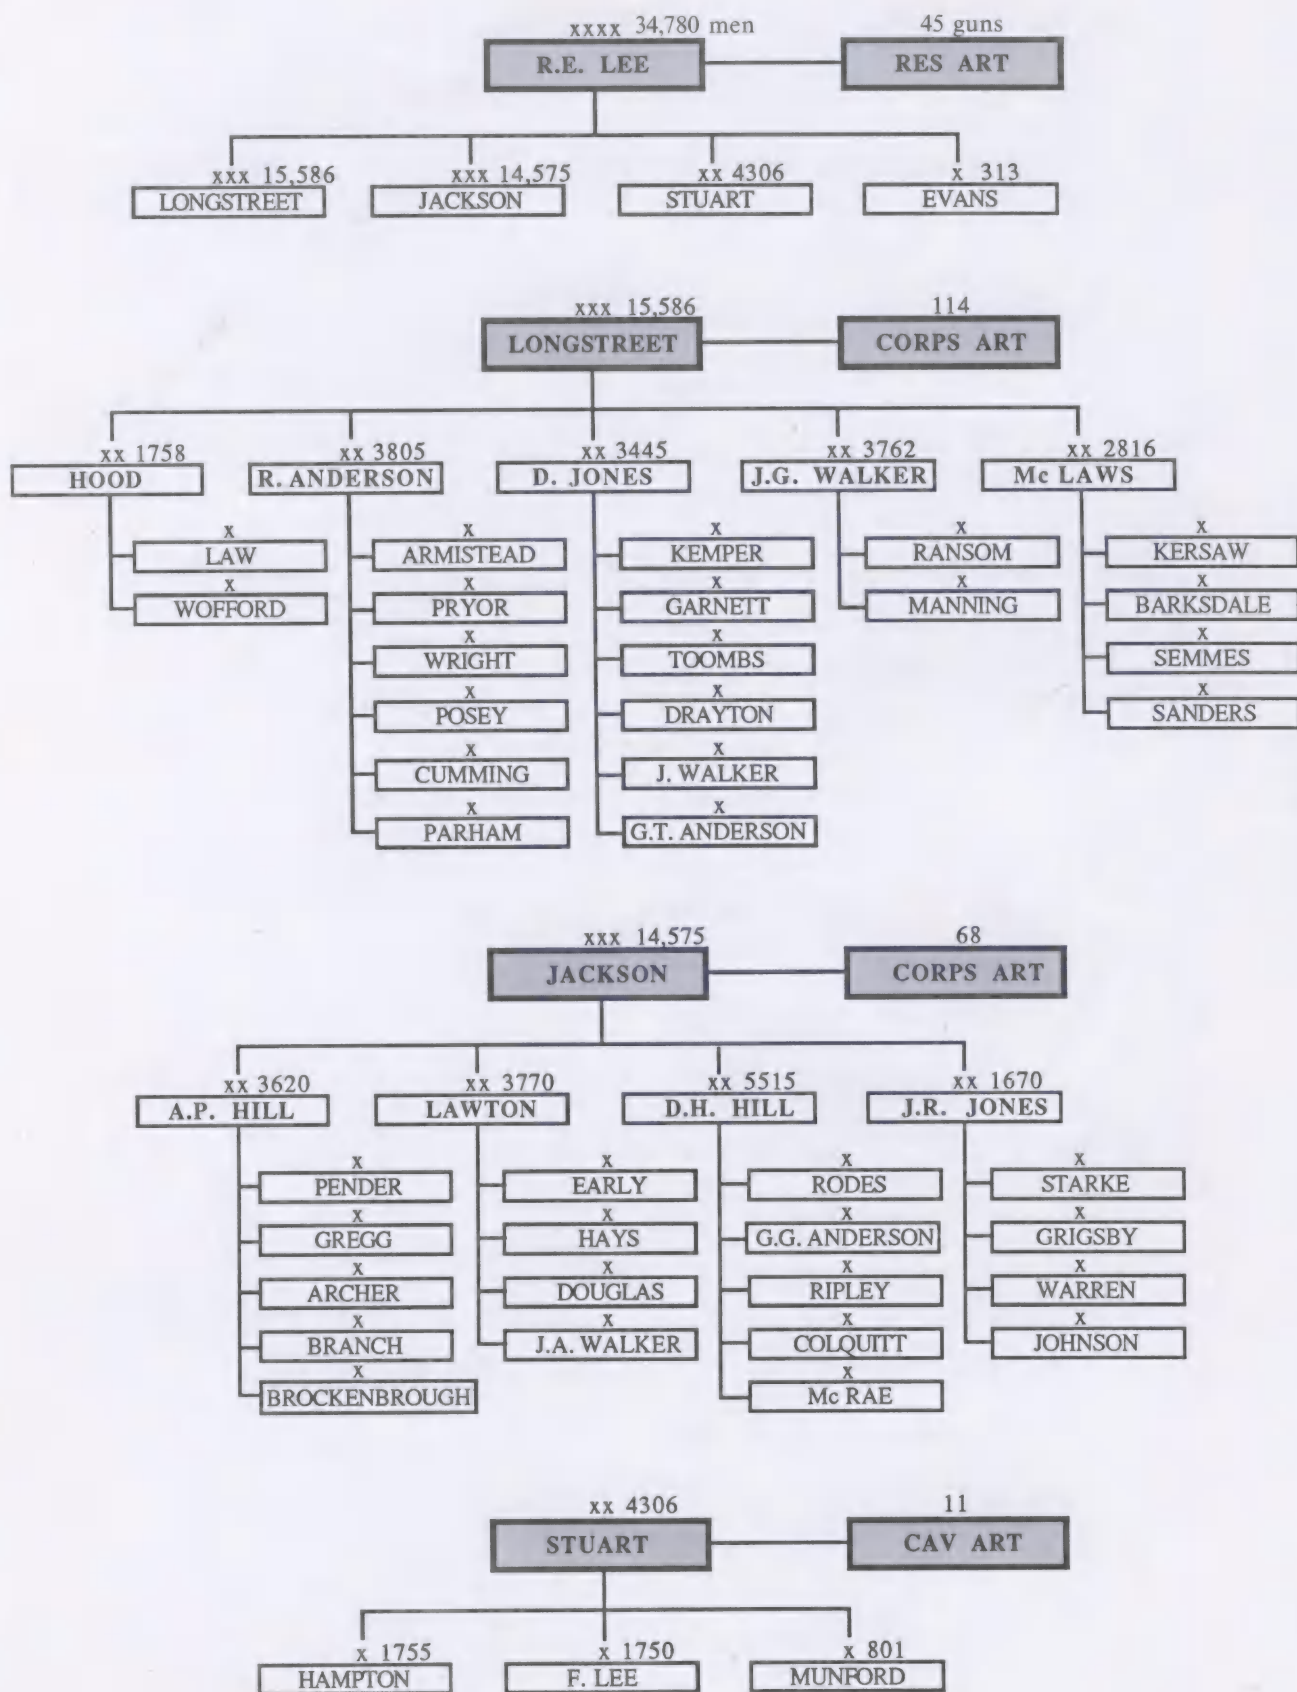 xxxx 34,780 men
45 guns
R.E. LEE
RES ART
xxx 15,586
xxx 14,575
xx 4306
x 313
LONGSTREET
JACKSON
STUART
EVANS
xxx 15,586
114
LONGSTREET
CORPS ART
xx 1758
xx 3805
xx 3445
xx 3762
xx 2816
HOOD
R. ANDERSON
D. JONES
J.G. WALKER
Mc LAWS
x
LAW
x
WOFFORD
x
ARMISTEAD
x
PRYOR
x
WRIGHT
x
POSEY
x
CUMMING
x
PARHAM
x
KEMPER
x
GARNETT
x
TOOMBS
x
DRAYTON
x
J. WALKER
x
G.T. ANDERSON
x
RANSOM
x
MANNING
x
KERSAW
x
BARKSDALE
x
SEMMES
x
SANDERS
xxx 14,575
68
JACKSON
CORPS ART
xx 3620
xx 3770
xx 5515
xx 1670
A.P. HILL
LAWTON
D.H. HILL
J.R. JONES
x
PENDER
x
GREGG
x
ARCHER
x
BRANCH
x
BROCKENBROUGH
x
EARLY
x
HAYS
x
DOUGLAS
x
J.A. WALKER
x
RODES
x
G.G. ANDERSON
x
RIPLEY
x
COLQUITT
x
Mc RAE
x
STARKE
x
GRIGSBY
x
WARREN
x
JOHNSON
xx 4306
11
STUART
CAV ART
x 1755
x 1750
x 801
HAMPTON
F. LEE
MUNFORD